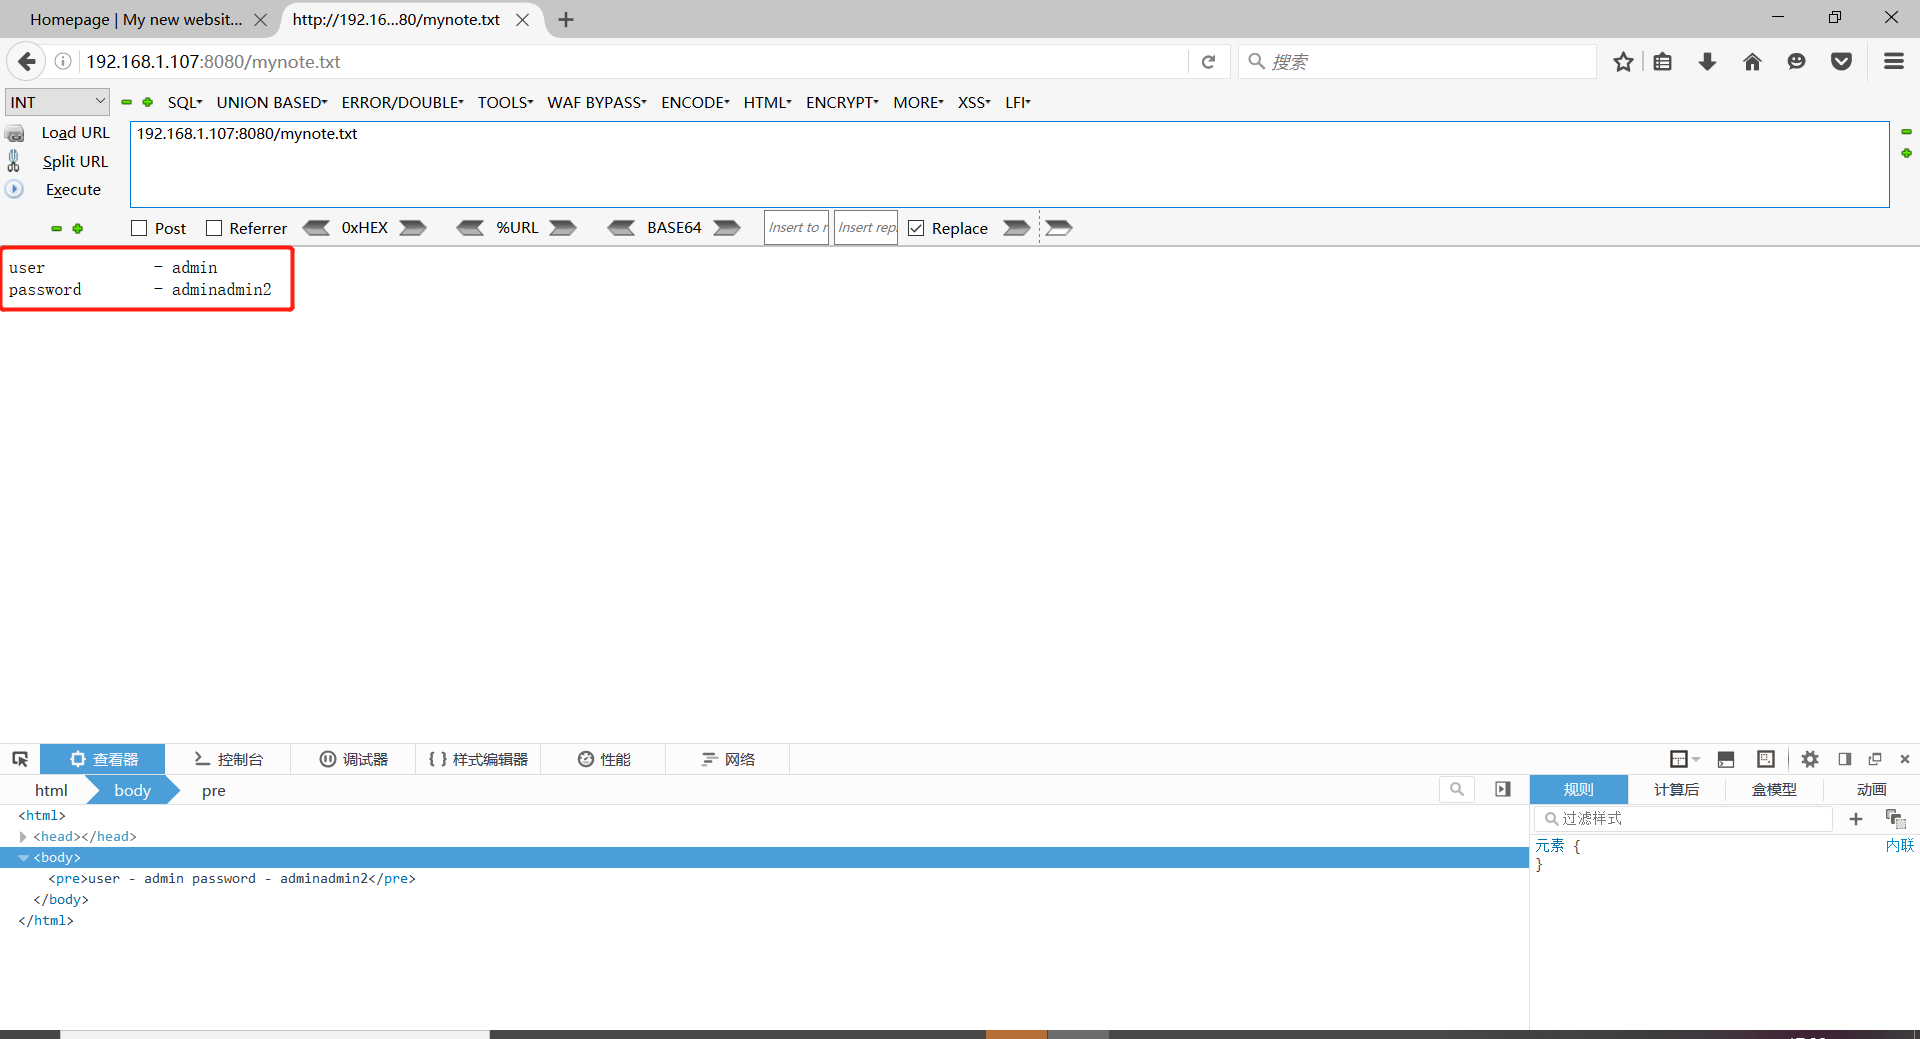 Homepage | My new websit...
http://192.16...80/mynote.txt
192.168.1.107:8080/mynote.txt
搜索
INT
SQL
UNION BASED
ERROR/DOUBLE
TOOLS
WAF BYPASS
ENCODE
HTML
ENCRYPT
MORE
XSS
LFI
Load URL
192.168.1.107:8080/mynote.txt
Split URL
Execute
Post
Referrer
0xHEX
%URL
BASE64
Insert to r
Insert repl
Replace
user - admin
password - adminadmin2
查看器
控制台
调试器
{ } 样式编辑器
性能
网络
html
body
pre
规则
计算后
盒模型
动画
<html>
<head></head>
<body>
<pre>user - admin password - adminadmin2</pre>
</body>
</html>
过滤样式
元素 {
内联
}